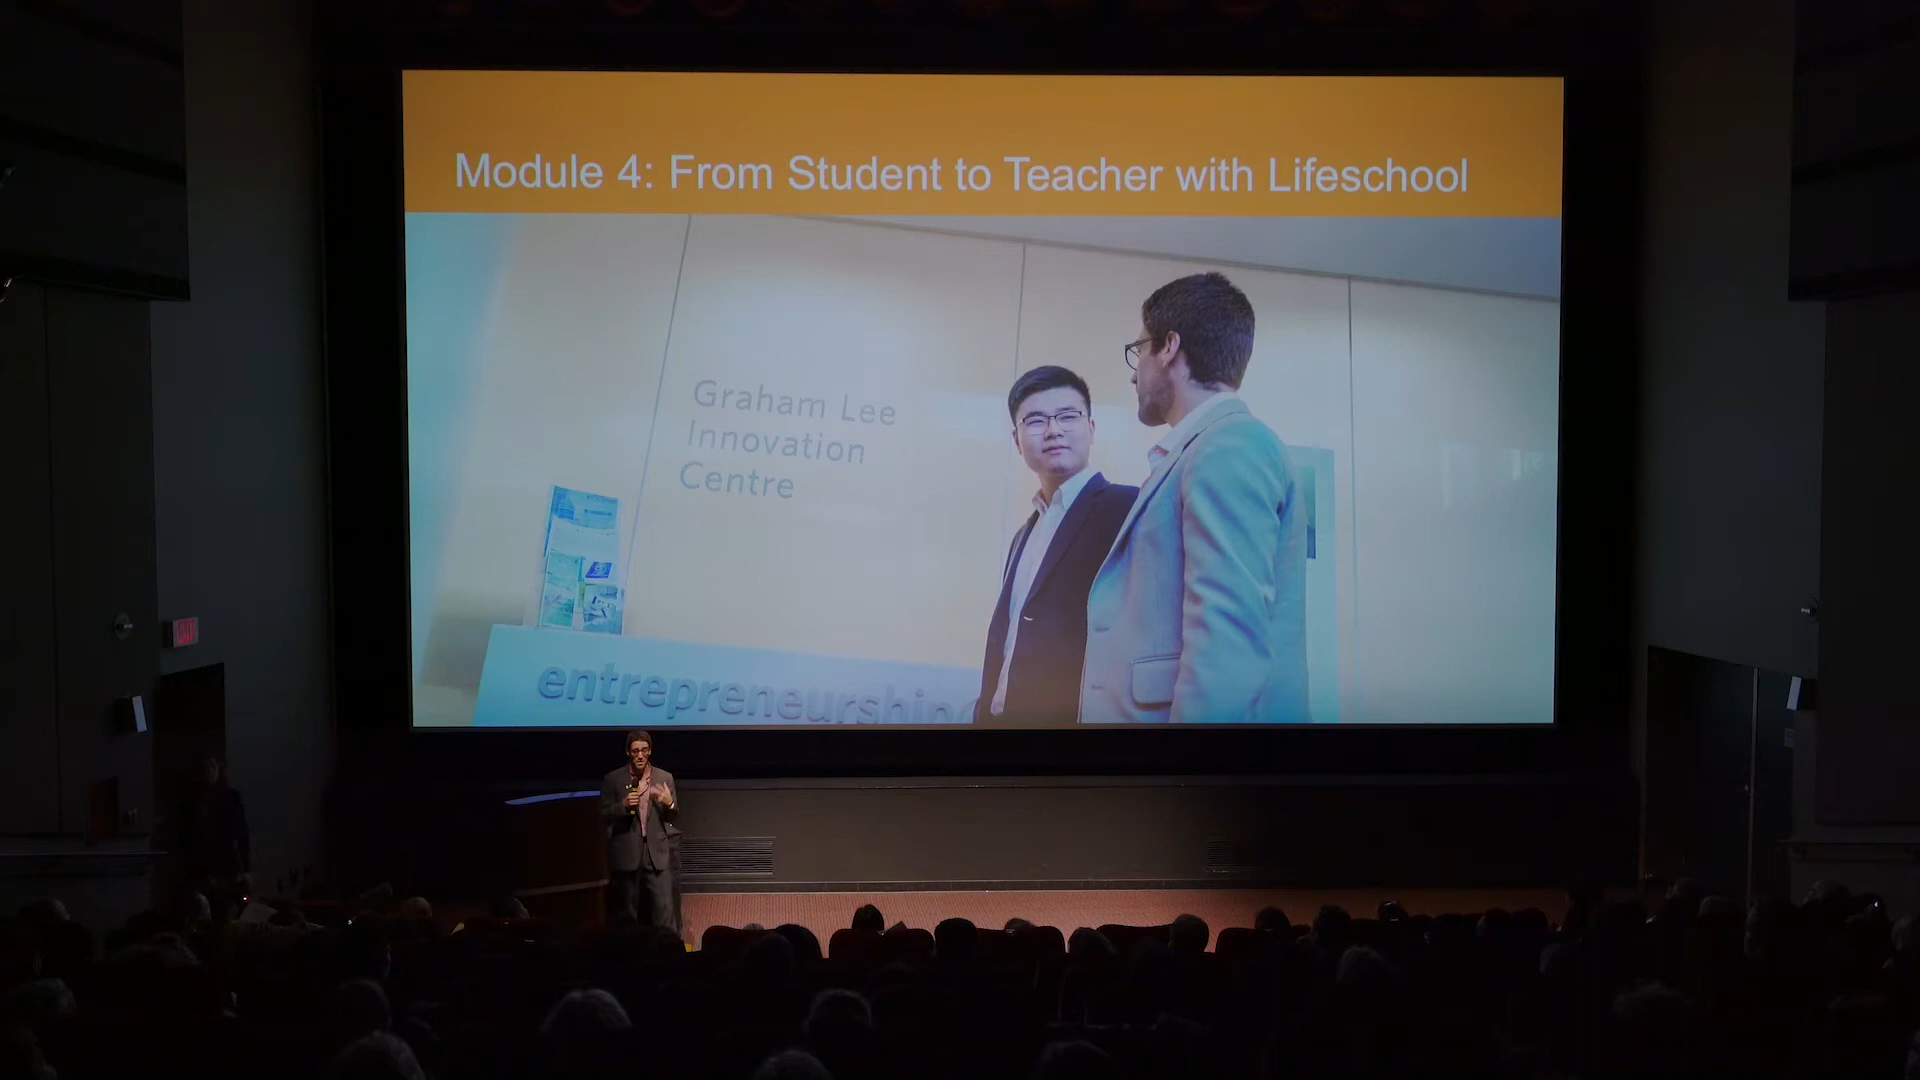 Module 4: From Student to Teacher with Lifeschool
Graham Lee
Innovation
Centre
entrepreneurship